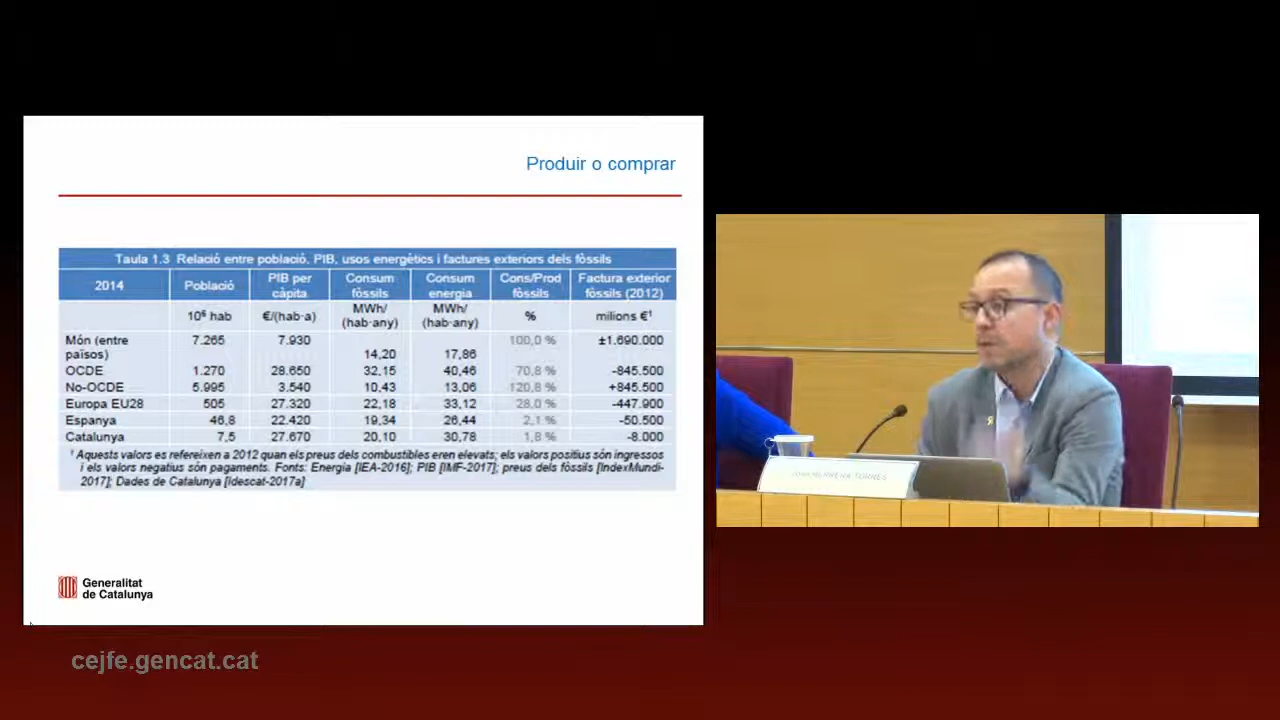 Produir o comprar
Taula 1.3 Relació entre població, PIB, usos energètics i factures exteriors dels fòssils
2014 Població PIB per càpita Consum fòssils Consum energia Cons/Prod fòssils Factura exterior fòssils (2012)
10⁶ hab €/(hab·a) MWh/(hab·any) MWh/(hab·any) % milions €¹
Món (entre països) 7.265 7.930 14,20 17,86 100,0 % ±1.690.000
OCDE 1.270 28.650 32,15 40,46 70,8 % -845.500
No-OCDE 5.995 3.540 10,43 13,06 120,8 % +845.500
Europa EU28 505 27.320 22,18 33,12 28,0 % -447.900
Espanya 46,8 22.420 19,34 26,44 2,1 % -50.500
Catalunya 7,5 27.670 20,10 30,78 1,8 % -8.000
¹ Aquests valors es refereixen a 2012 quan els preus dels combustibles eren elevats; els valors positius són ingressos
i els valors negatius són pagaments. Fonts: Energia [IEA-2016]; PIB [IMF-2017]; preus dels fòssils [IndexMundi-
2017]; Dades de Catalunya [Idescat-2017a]
Generalitat
de Catalunya
HERRERA TORRES
cejfe.gencat.cat